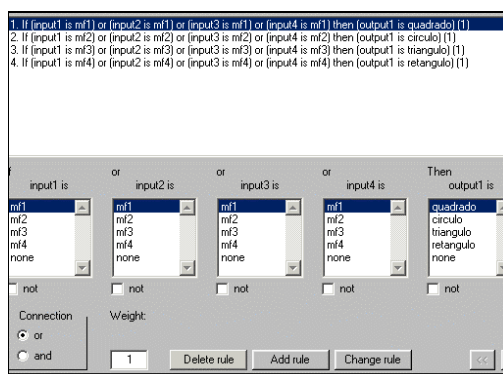 1. If (input1 is mf1) or (input2 is mf1) or (input3 is mf1) or (input4 is mf1) then (output1 is quadrado) (1)
2. If (input1 is mf2) or (input2 is mf2) or (input3 is mf2) or (input4 is mf2) then (output1 is circulo) (1)
3. If (input1 is mf3) or (input2 is mf3) or (input3 is mf3) or (input4 is mf3) then (output1 is triangulo) (1)
4. If (input1 is mf4) or (input2 is mf4) or (input3 is mf4) or (input4 is mf4) then (output1 is retangulo) (1)
or or or Then
input1 is input2 is input3 is input4 is output1 is
mf1 mf1 mf1 mf1 quadrado
mf2 mf2 mf2 mf2 circulo
mf3 mf3 mf3 mf3 triangulo
mf4 mf4 mf4 mf4 retangulo
none none none none none
not not not not not
Connection Weight:
or
and 1 Delete rule Add rule Change rule <<